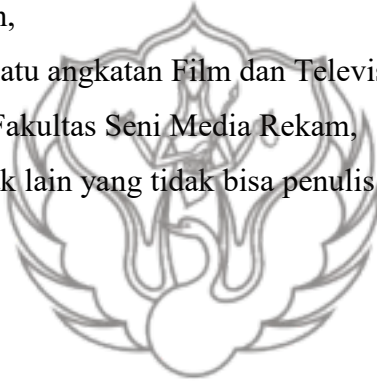 n,
atu angkatan Film dan Televis
Fakultas Seni Media Rekam,
k lain yang tidak bisa penulis